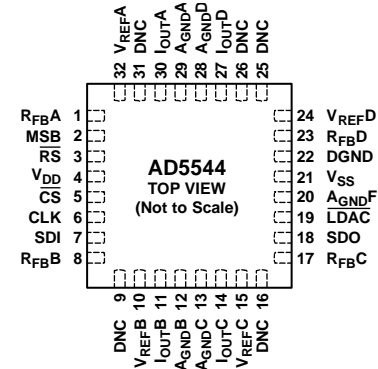 32 VREFA
31 DNC
30 IOUTA
29 AGNDA
28 AGNDD
27 IOUTD
26 DNC
25 DNC
RFBA 1
MSB 2
RS 3
VDD 4
CS 5
CLK 6
SDI 7
RFBB 8
AD5544
TOP VIEW
(Not to Scale)
24 VREFD
23 RFBD
22 DGND
21 VSS
20 AGNDF
19 LDAC
18 SDO
17 RFBC
DNC 9
VREFB 10
IOUTB 11
AGNDB 12
AGNDC 13
IOUTC 14
VREFC 15
DNC 16